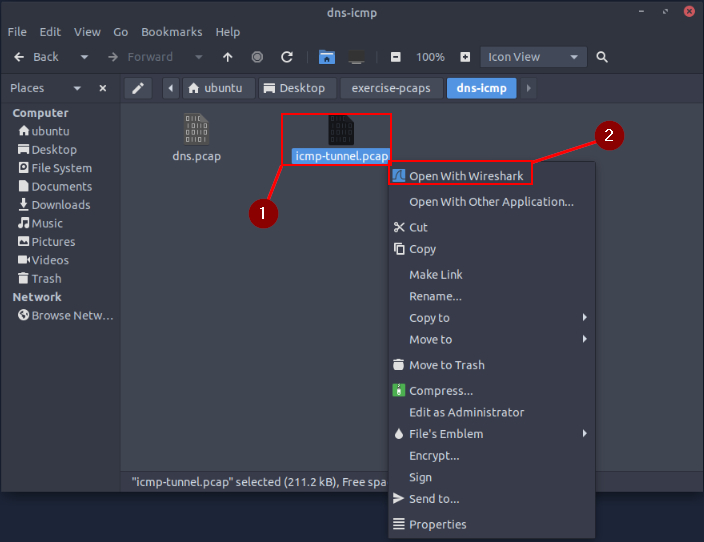 dns-icmp
File Edit View Go Bookmarks Help
Back Forward 100% Icon View
Places ubuntu Desktop exercise-pcaps dns-icmp
Computer
ubuntu
Desktop
File System
Documents
Downloads
Music
Pictures
Videos
Trash
Network
Browse Netw...
0110
10110
01011
dns.pcap
icmp-tunnel.pcap
1
2
Open With Wireshark
Open With Other Application...
Cut
Copy
Make Link
Rename...
Copy to
Move to
Move to Trash
Compress...
Edit as Administrator
File's Emblem
Encrypt...
Sign
Send to...
Properties
"icmp-tunnel.pcap" selected (211.2 kB), Free spa